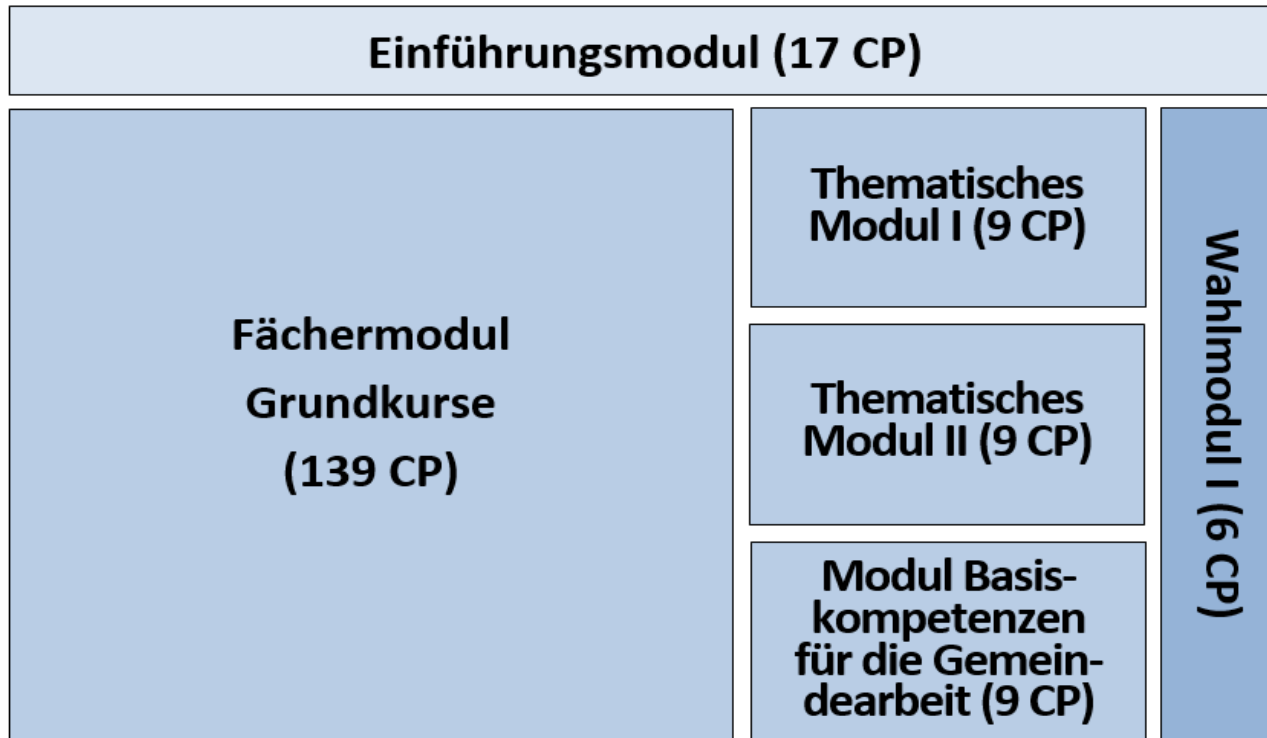 Einführungsmodul (17 CP)
Fächermodul
Grundkurse
(139 CP)
Thematisches
Modul I (9 CP)
Thematisches
Modul II (9 CP)
Modul Basis-
kompetenzen
für die Gemein-
dearbeit (9 CP)
Wahlmodul I (6 CP)